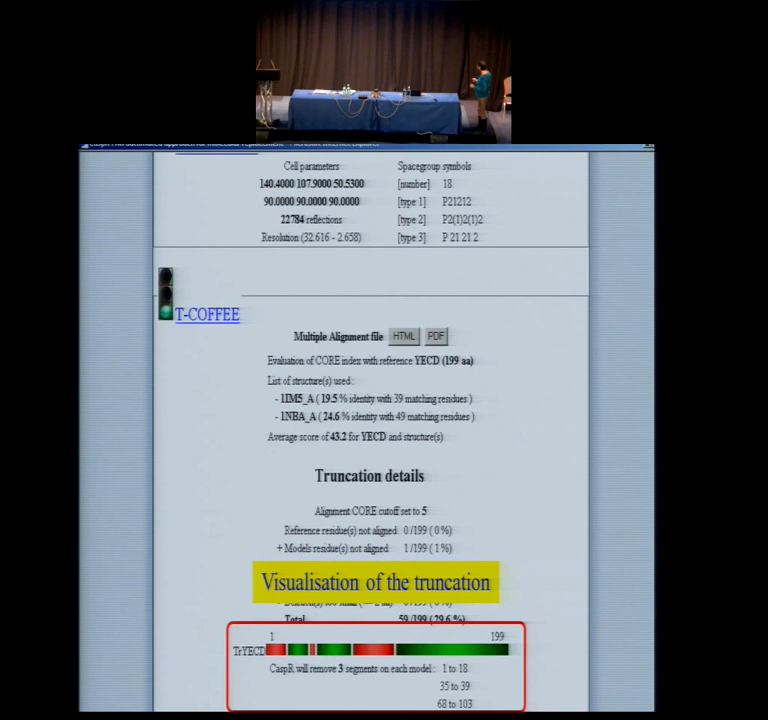 Cell parameters
140.4000 107.9000 50.5300
90.0000 90.0000 90.0000
22784 reflections
Resolution (32.616 - 2.658)
Spacegroup symbols
[number] 18
[type 1] P21212
[type 2] P2(1)2(1)2
[type 3] P 21 21 2
T-COFFEE
Multiple Alignment file HTML PDF
Evaluation of CORE index with reference YECD (199 aa)
List of structure(s) used:
- 1IM5_A ( 19.5 % identity with 39 matching residues )
- 1NBA_A ( 24.6 % identity with 49 matching residues )
Average score of 43.2 for YECD and structure(s)
Truncation details
Alignment CORE cutoff set to 5
Reference residue(s) not aligned 0 /199 ( 0 %)
+ Models residue(s) not aligned 1 /199 ( 1 %)
Visualisation of the truncation
Total 59 /199 ( 29.6 %)
1 199
TrYECD
CaspR will remove 3 segments on each model: 1 to 18
35 to 39
68 to 103